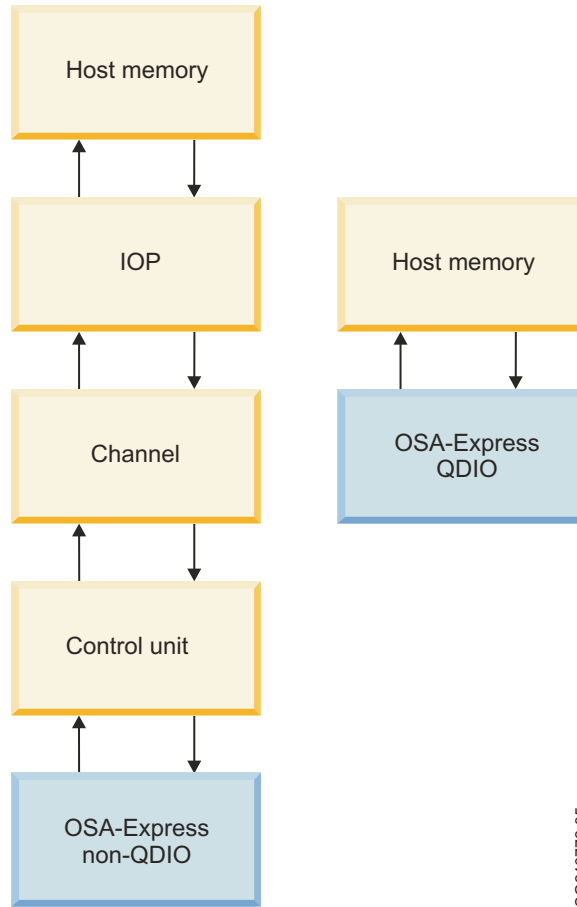 Host memory
IOP
Channel
Control unit
OSA-Express
non-QDIO
Host memory
OSA-Express
QDIO